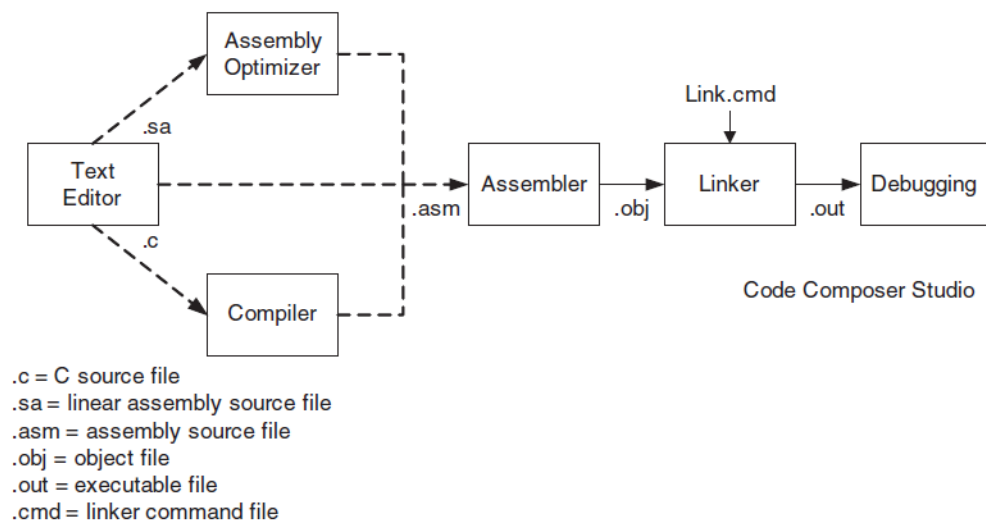 Assembly
Optimizer
Link.cmd
.sa
Text
Editor
Assembler
Linker
Debugging
.asm
.obj
.out
.c
Compiler
Code Composer Studio
.c = C source file
.sa = linear assembly source file
.asm = assembly source file
.obj = object file
.out = executable file
.cmd = linker command file